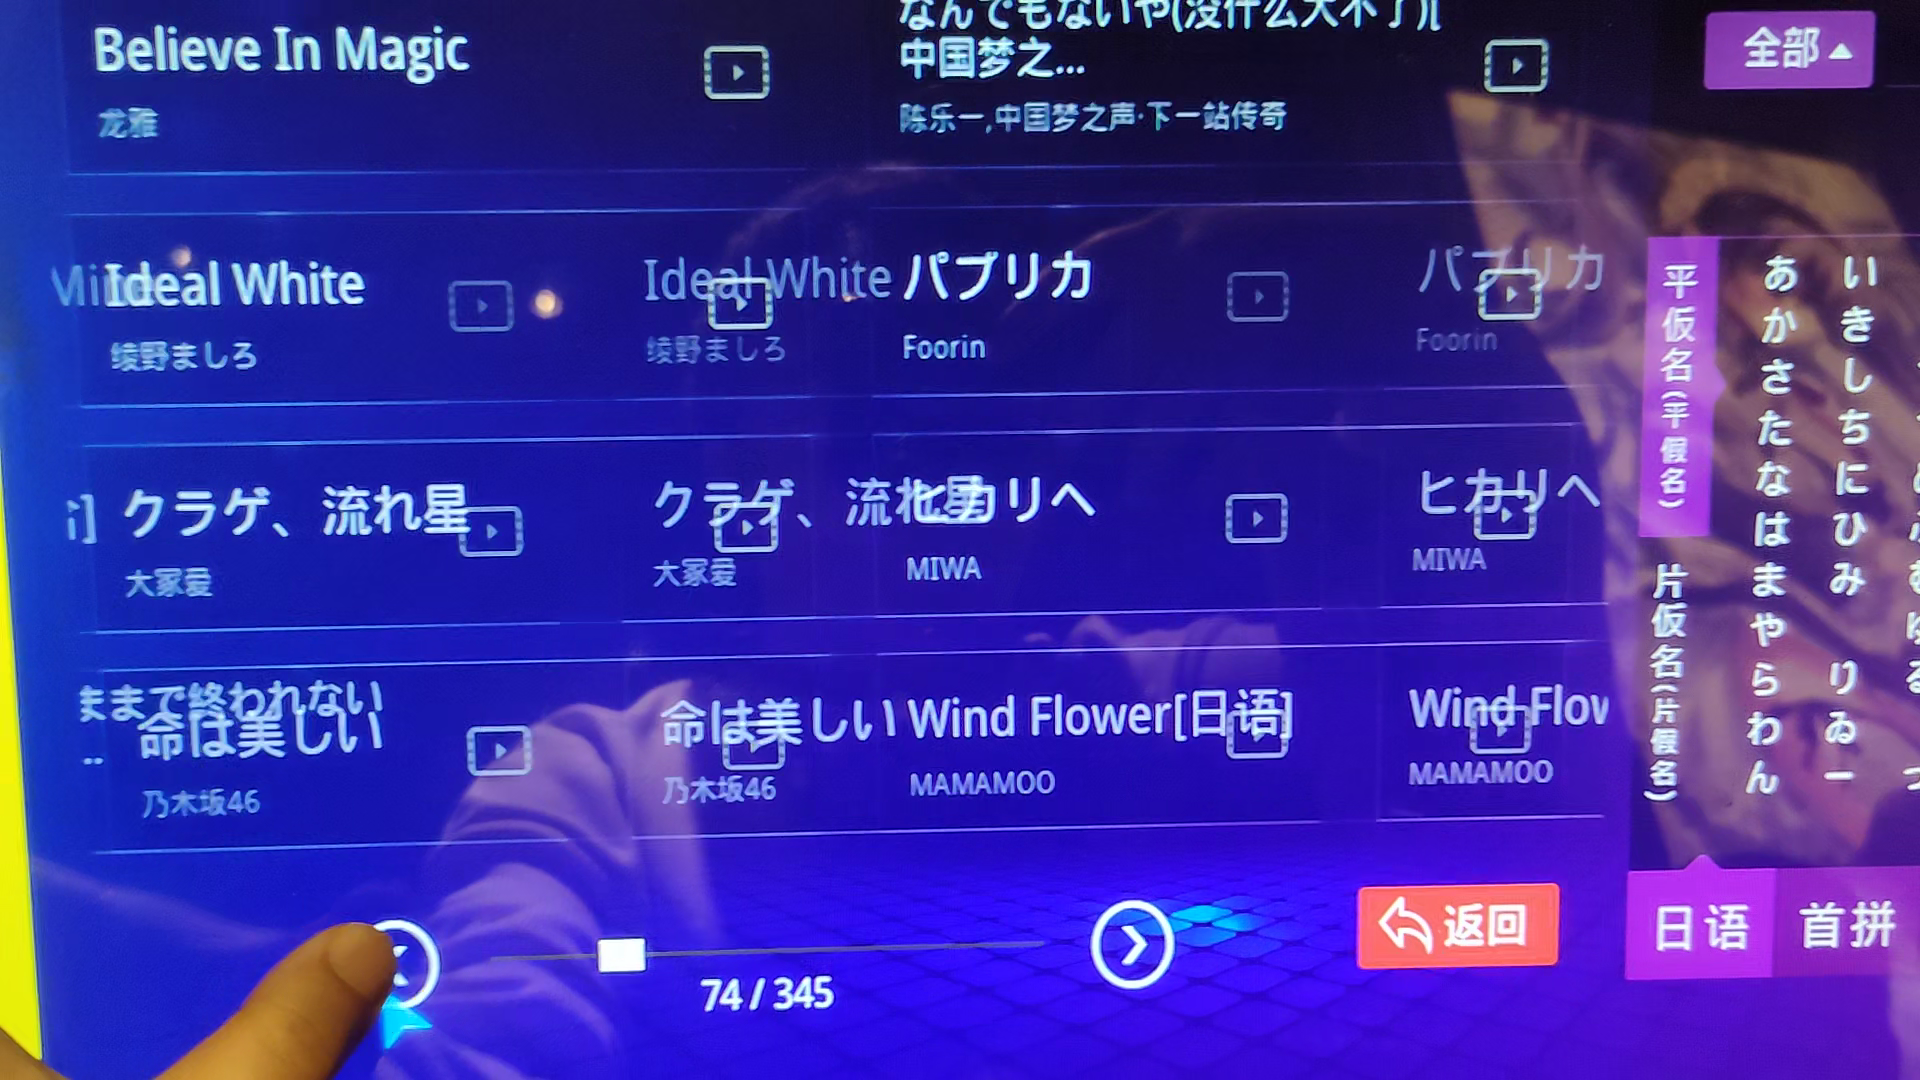 Believe In Magic
龙雅
なんでもないや(没什么大不了)[
中国梦之...
陈乐一,中国梦之声·下一站传奇
全部
Ideal White
绫野ましろ
Ideal White
绫野ましろ
パプリカ
Foorin
パプリカ
Foorin
クラゲ、流れ星
大冢爱
クラゲ、流れ星
大冢爱
ヒカリへ
MIWA
ヒカリへ
MIWA
ままで終われない
..
命は美しい
乃木坂46
命は美しい
乃木坂46
Wind Flower[日语]
MAMAMOO
Wind Flow
MAMAMOO
74 / 345
返回
平仮名(平假名)
片仮名(片假名)
あかさたなはまやらわん
いきしちにひみ りゐー
日语
首拼